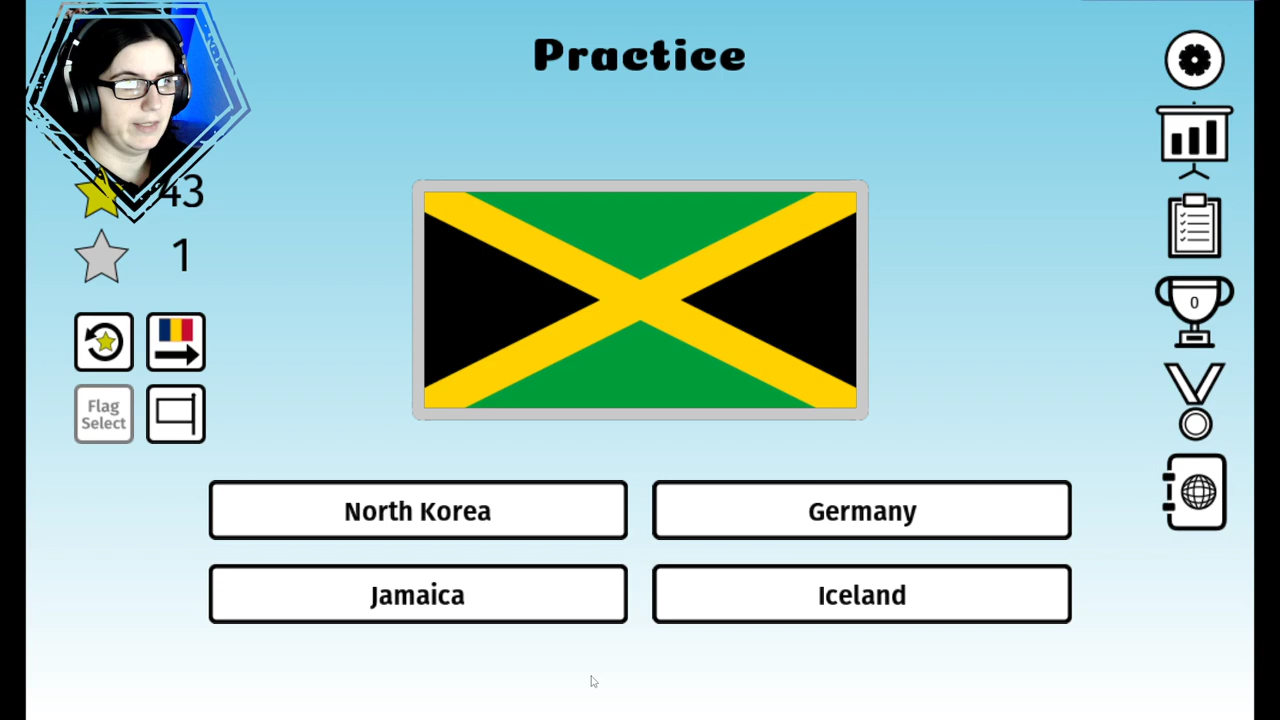 Practice
43
1
Flag
Select
0
North Korea
Germany
Jamaica
Iceland